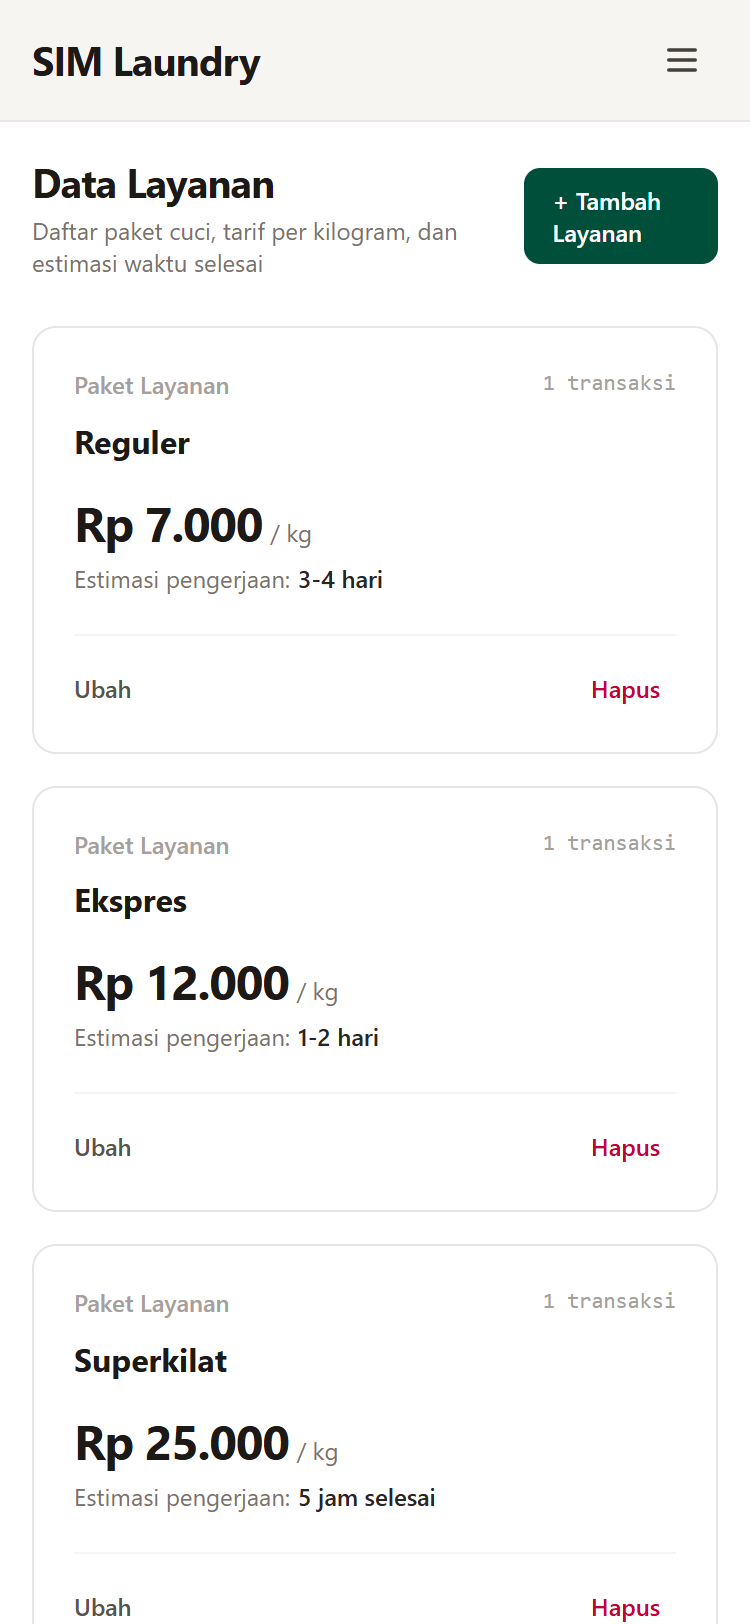 SIM Laundry
Data Layanan
Daftar paket cuci, tarif per kilogram, dan
estimasi waktu selesai
+ Tambah
Layanan
Paket Layanan
1 transaksi
Reguler
Rp 7.000 / kg
Estimasi pengerjaan: 3-4 hari
Ubah
Hapus
Paket Layanan
1 transaksi
Ekspres
Rp 12.000 / kg
Estimasi pengerjaan: 1-2 hari
Ubah
Hapus
Paket Layanan
1 transaksi
Superkilat
Rp 25.000 / kg
Estimasi pengerjaan: 5 jam selesai
Ubah
Hapus